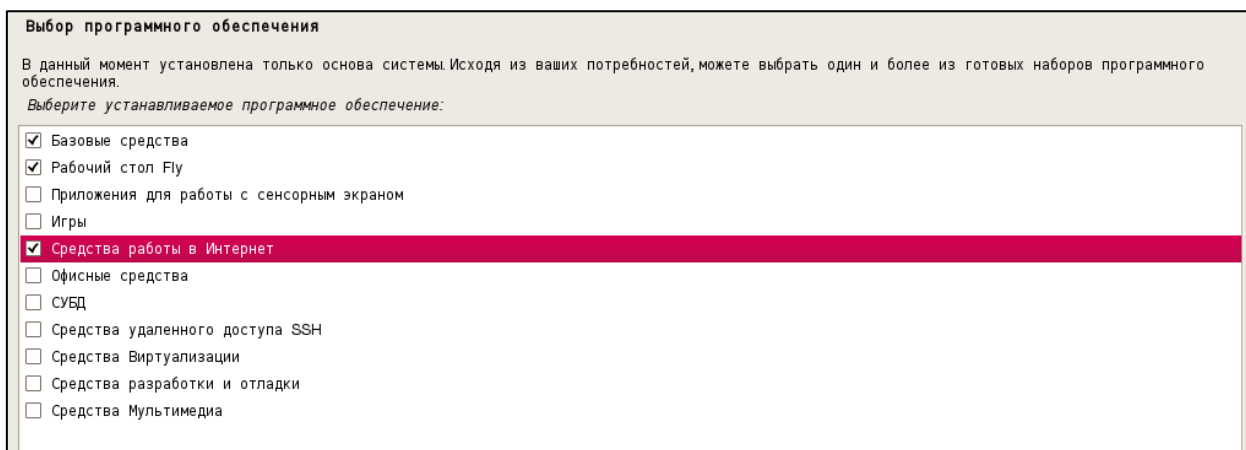 Выбор программного обеспечения
В данный момент установлена только основа системы. Исходя из ваших потребностей, можете выбрать один и более из готовых наборов программного
обеспечения.
Выберите устанавливаемое программное обеспечение:
Базовые средства
Рабочий стол Fly
Приложения для работы с сенсорным экраном
Игры
Средства работы в Интернет
Офисные средства
СУБД
Средства удаленного доступа SSH
Средства Виртуализации
Средства разработки и отладки
Средства Мультимедиа